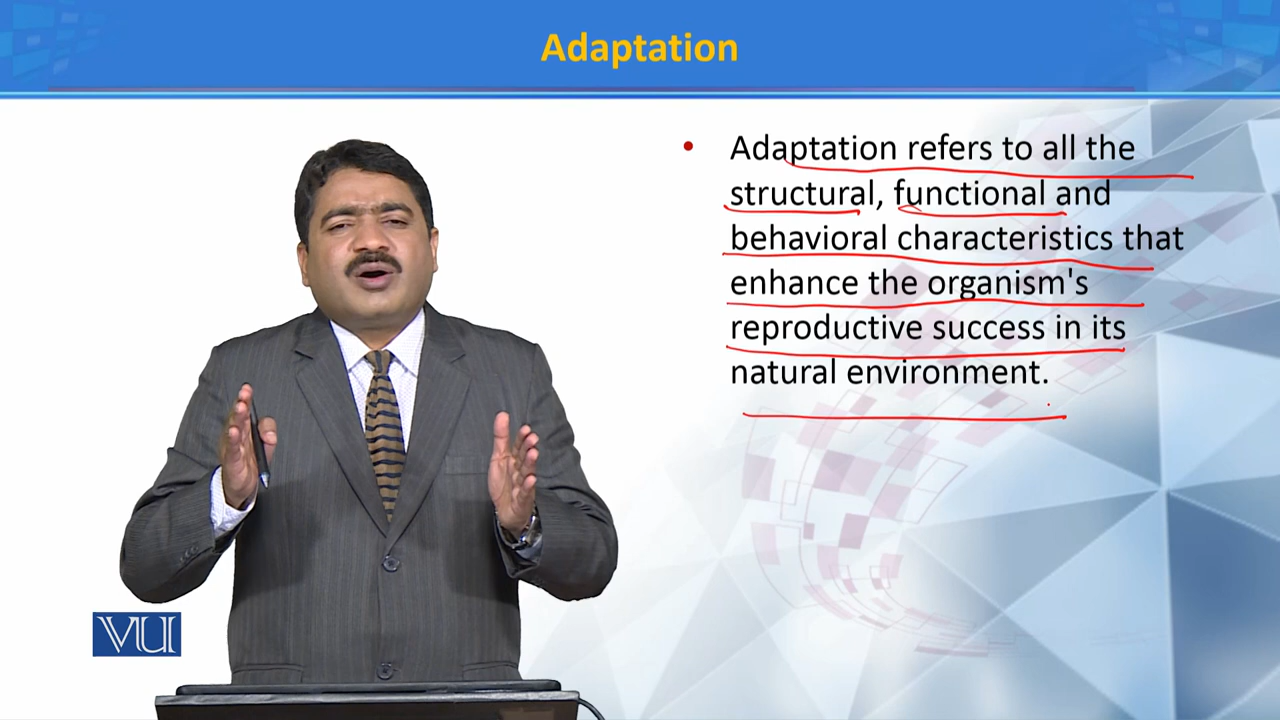 Adaptation
• Adaptation refers to all the
structural, functional and
behavioral characteristics that
enhance the organism's
reproductive success in its
natural environment.
VU